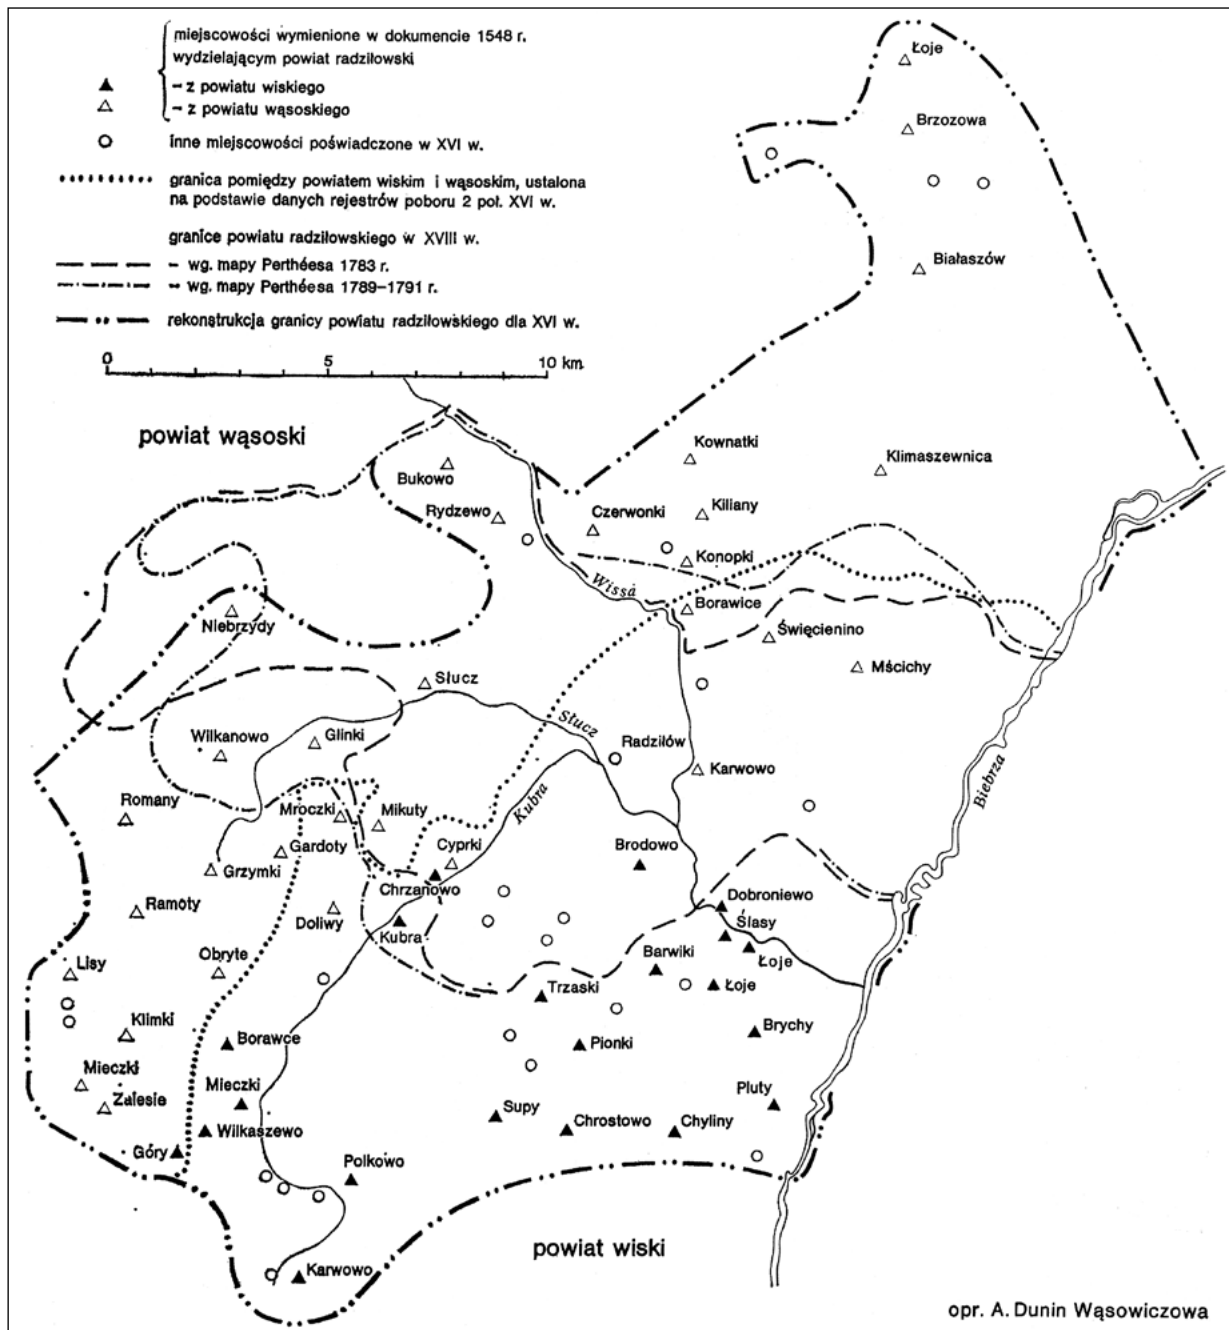 miejscowości wymienione w dokumencie 1548 r.
wydzielającym powiat radziłowski
– z powiatu wiskiego
– z powiatu wąsoskiego
inne miejscowości poświadczone w XVI w.
granica pomiędzy powiatem wiskim i wąsoskim, ustalona
na podstawie danych rejestrów poboru 2 poł. XVI w.
granice powiatu radziłowskiego w XVIII w.
– wg. mapy Perthéesa 1783 r.
– wg. mapy Perthéesa 1789–1791 r.
rekonstrukcja granicy powiatu radziłowskiego dla XVI w.
0 5 10 km
Łoje
Brzozowa
Białaszów
powiat wąsoski
Kownatki
Klimaszewnica
Bukowo
Rydzewo
Czerwonki
Kiliany
Konopki
Wissa
Borawice
Niebrzydy
Święcienino
Mścichy
Słucz
Wilkanowo
Glinki
Słucz
Radziłów
Karwowo
Biebrza
Romany
Mroczki
Mikuty
Kubra
Gardoty
Cyprki
Brodowo
Grzymki
Chrzanowo
Ramoty
Doliwy
Kubra
Dobroniewo
Ślasy
Łoje
Lisy
Obryte
Barwiki
Łoje
Trzaski
Klimki
Borawce
Pionki
Brychy
Mieczki
Zalesie
Mieczki
Supy
Chrostowo
Chyliny
Pluty
Wilkaszewo
Góry
Polkowo
powiat wiski
Karwowo
opr. A. Dunin Wąsowiczowa